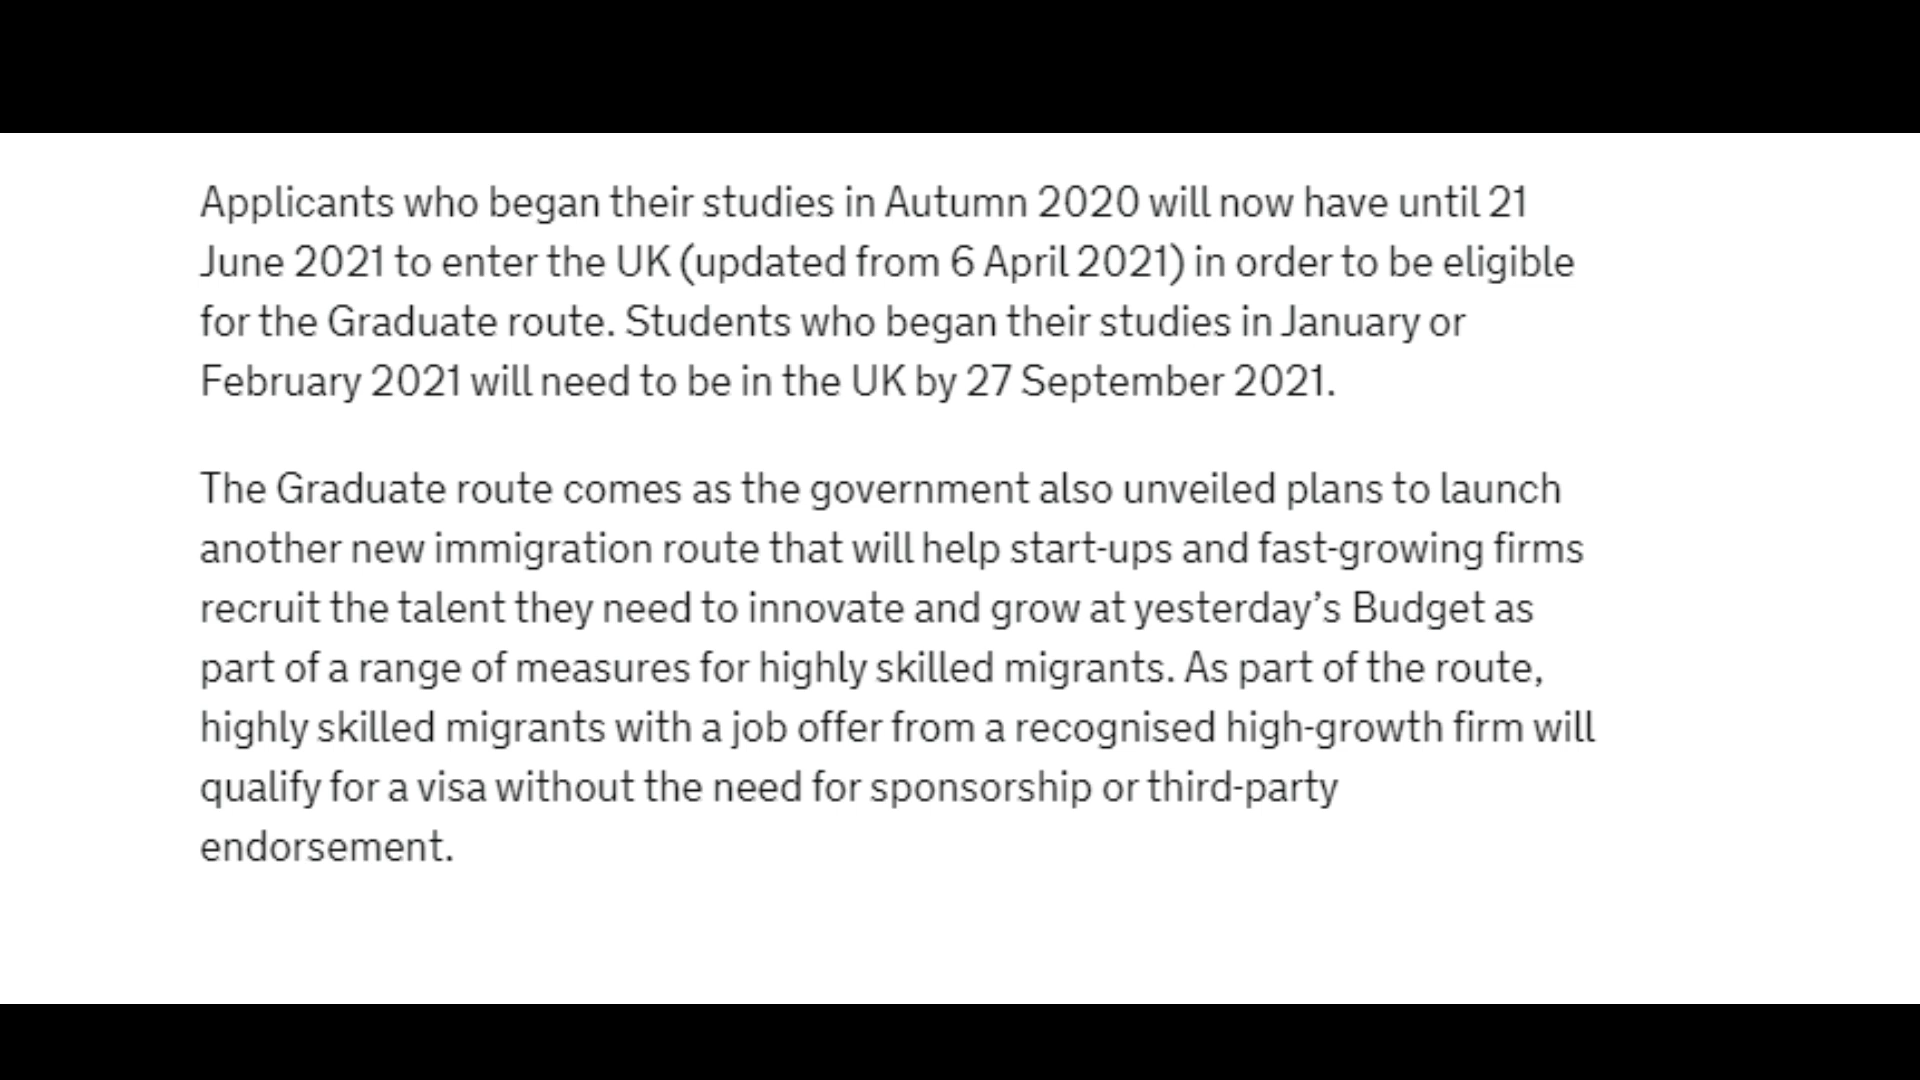 Applicants who began their studies in Autumn 2020 will now have until 21
June 2021 to enter the UK (updated from 6 April 2021) in order to be eligible
for the Graduate route. Students who began their studies in January or
February 2021 will need to be in the UK by 27 September 2021.
The Graduate route comes as the government also unveiled plans to launch
another new immigration route that will help start-ups and fast-growing firms
recruit the talent they need to innovate and grow at yesterday’s Budget as
part of a range of measures for highly skilled migrants. As part of the route,
highly skilled migrants with a job offer from a recognised high-growth firm will
qualify for a visa without the need for sponsorship or third-party
endorsement.